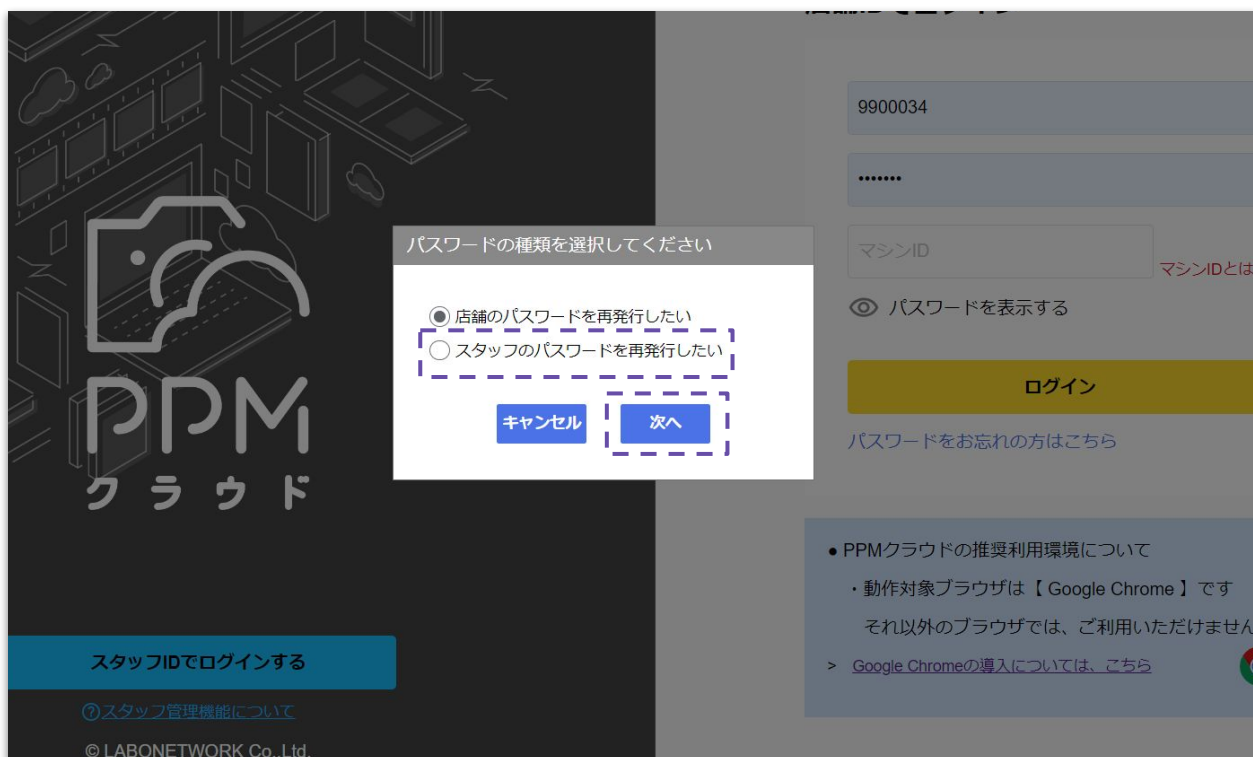 9900034
•••••••
マシンID
マシンIDとは
パスワードを表示する
ログイン
パスワードをお忘れの方はこちら
パスワードの種類を選択してください
店舗のパスワードを再発行したい
スタッフのパスワードを再発行したい
キャンセル
次へ
PPM
クラウド
スタッフIDでログインする
?スタッフ管理機能について
© LABONETWORK Co.,Ltd.
● PPMクラウドの推奨利用環境について
・動作対象ブラウザは【 Google Chrome 】です
それ以外のブラウザでは、ご利用いただけません
> Google Chromeの導入については、こちら